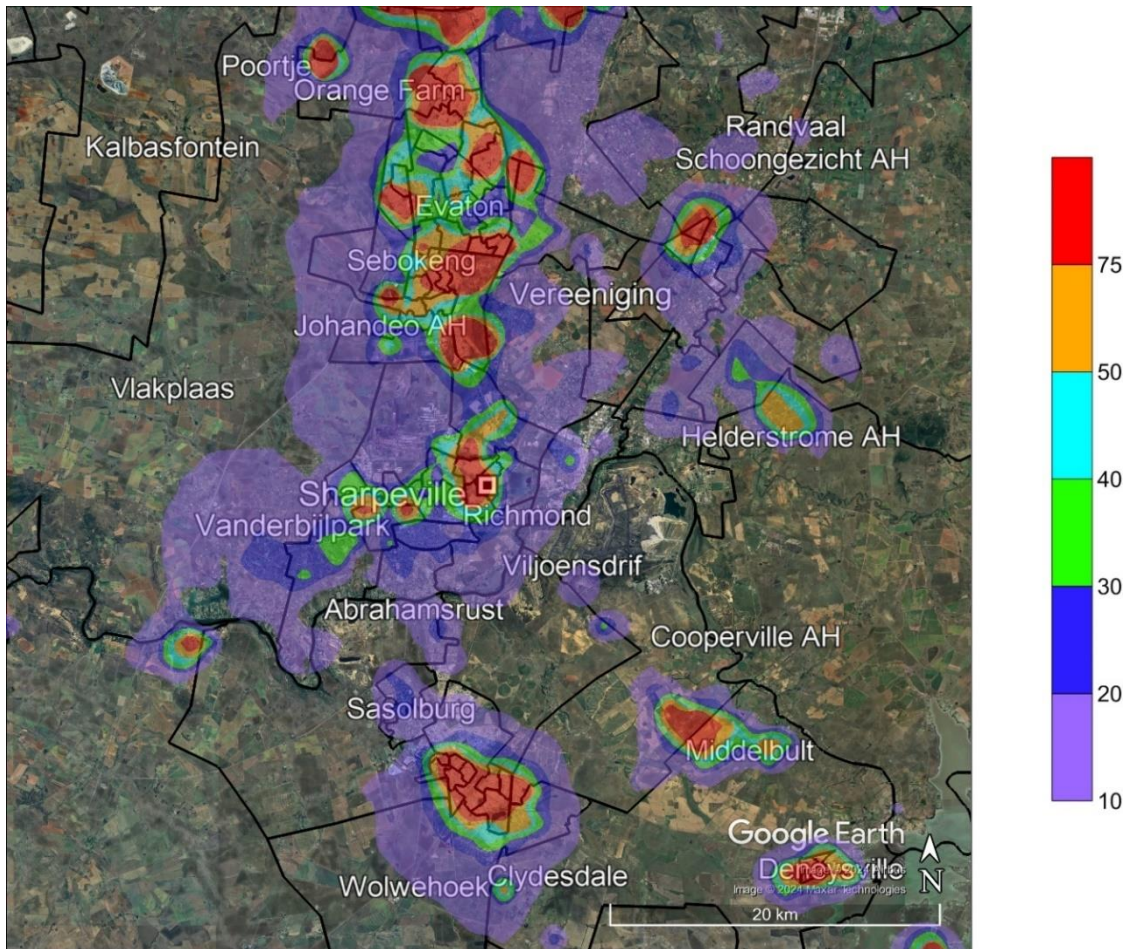 Poortje
Orange Farm
Randvaal
Kalbasfontein
Schoongezicht AH
Evaton
Sebokeng
Vereeniging
Johandeo AH
Vlakplaas
Helderstrome AH
Sharpeville
Richmond
Vanderbijlpark
Viljoensdrif
Abrahamsrust
Cooperville AH
Sasolburg
Middelbult
Google Earth
Deneysville
Image © 2024 Maxar Technologies
N
Wolwehoek
Clydesdale
20 km
75
50
40
30
20
10